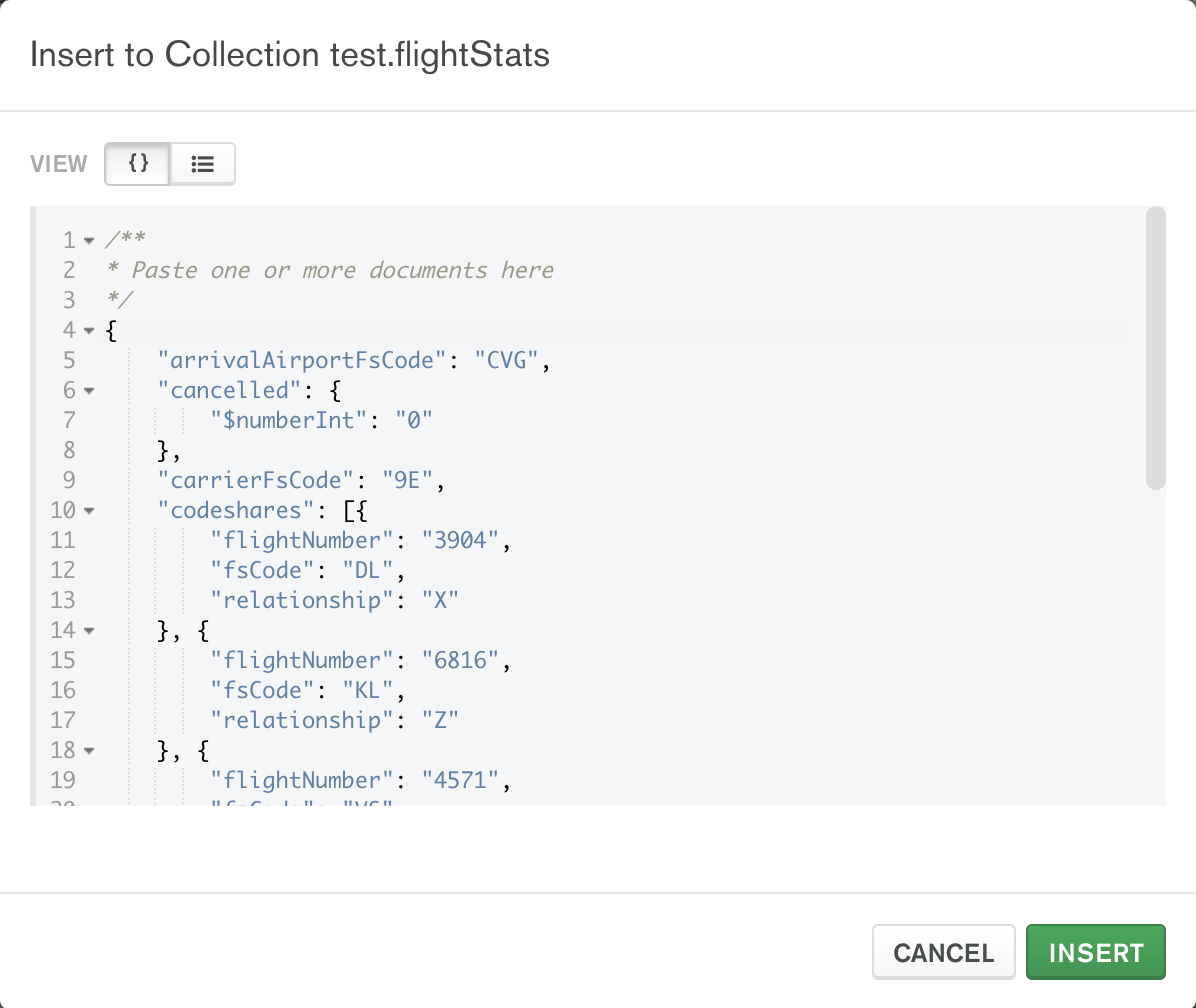 Insert to Collection test.flightStats
VIEW {}
1 /**
2 * Paste one or more documents here
3 */
4 {
5 "arrivalAirportFsCode": "CVG",
6 "cancelled": {
7 "$numberInt": "0"
8 },
9 "carrierFsCode": "9E",
10 "codeshares": [{
11 "flightNumber": "3904",
12 "fsCode": "DL",
13 "relationship": "X"
14 }, {
15 "flightNumber": "6816",
16 "fsCode": "KL",
17 "relationship": "Z"
18 }, {
19 "flightNumber": "4571",
CANCEL INSERT